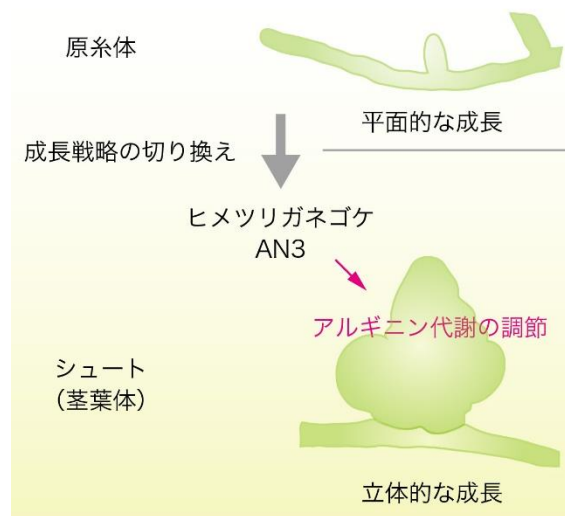 原糸体
平面的な成長
成長戦略の切り換え
ヒメツリガネゴケ
AN3
アルギニン代謝の調節
シュート
（茎葉体）
立体的な成長